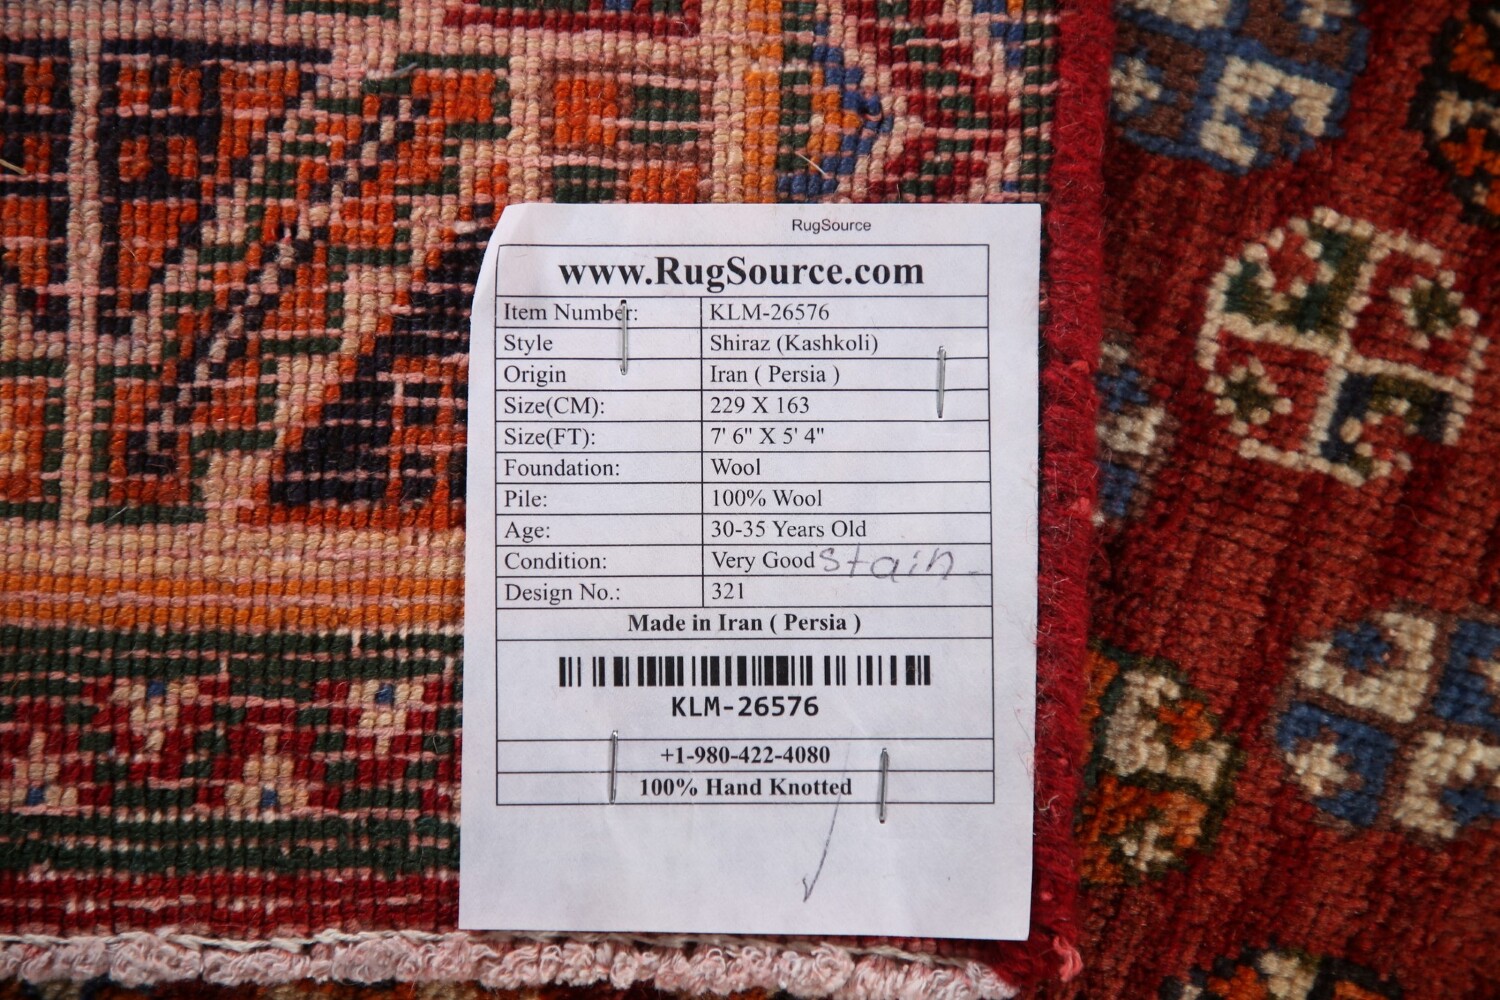 RugSource
www.RugSource.com
Item Number: KLM-26576
Style Shiraz (Kashkoli)
Origin Iran ( Persia )
Size(CM): 229 X 163
Size(FT): 7' 6" X 5' 4"
Foundation: Wool
Pile: 100% Wool
Age: 30-35 Years Old
Condition: Very Good stain
Design No.: 321
Made in Iran ( Persia )
KLM-26576
+1-980-422-4080
100% Hand Knotted